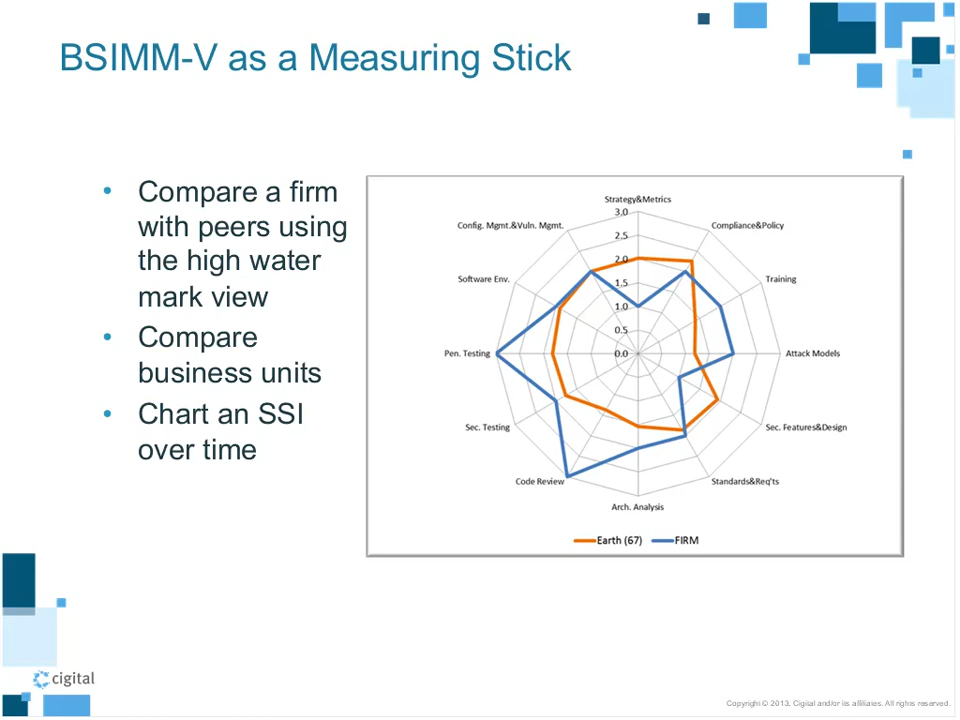 BSIMM-V as a Measuring Stick
• Compare a firm
with peers using
the high water
mark view
• Compare
business units
• Chart an SSI
over time
Strategy&Metrics
Config. Mgmt.&Vuln. Mgmt.
Compliance&Policy
Software Env.
Training
Pen. Testing
Attack Models
Sec. Testing
Sec. Features&Design
Code Review
Standards&Req'ts
Arch. Analysis
3.0
2.5
2.0
1.5
1.0
0.5
0.0
Earth (67) FIRM
cigital
Copyright © 2013, Cigital and/or its affiliates. All rights reserved.